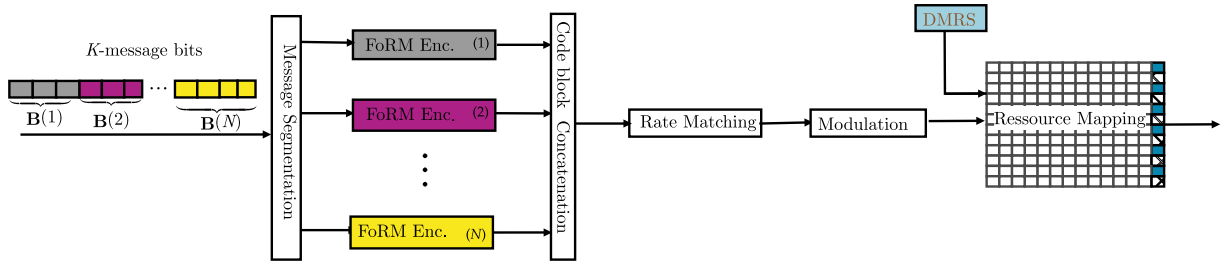 K-message bits
B(1)
B(2)
...
B(N)
Message Segmentation
FoRM Enc. (1)
FoRM Enc. (2)
FoRM Enc. (N)
Code block Concatenation
Rate Matching
Modulation
DMRS
Ressource Mapping